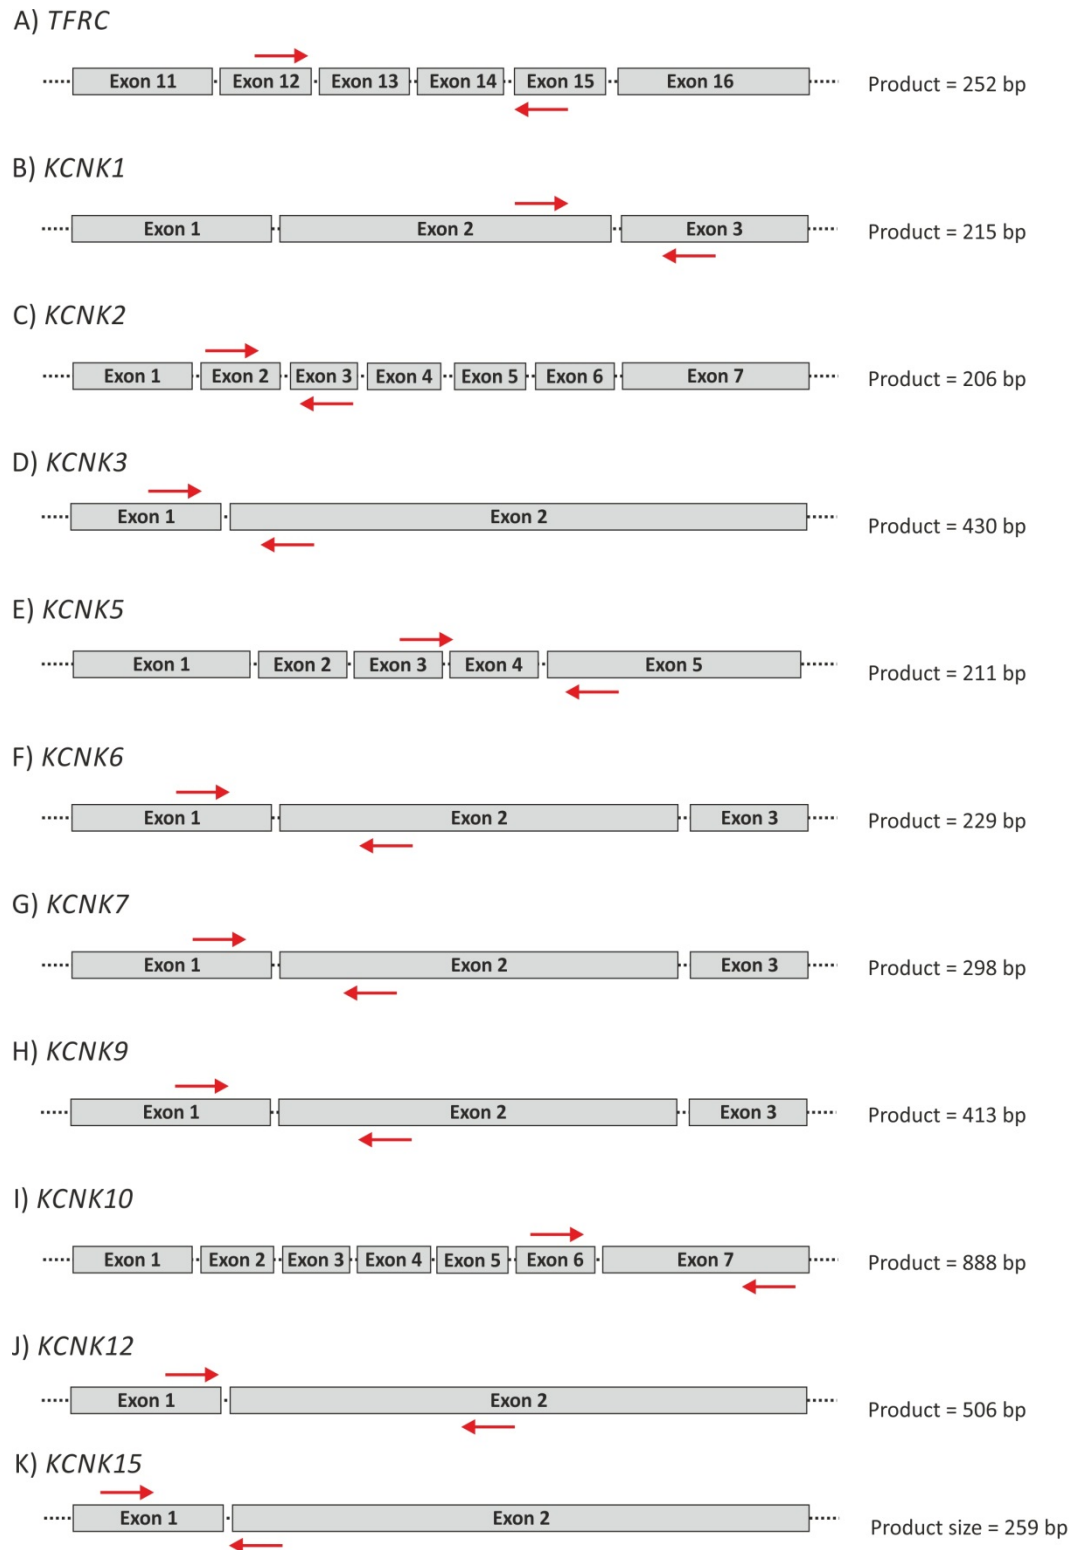 A) TFRC
Exon 11 Exon 12 Exon 13 Exon 14 Exon 15 Exon 16 Product = 252 bp
B) KCNK1
Exon 1 Exon 2 Exon 3 Product = 215 bp
C) KCNK2
Exon 1 Exon 2 Exon 3 Exon 4 Exon 5 Exon 6 Exon 7 Product = 206 bp
D) KCNK3
Exon 1 Exon 2 Product = 430 bp
E) KCNK5
Exon 1 Exon 2 Exon 3 Exon 4 Exon 5 Product = 211 bp
F) KCNK6
Exon 1 Exon 2 Exon 3 Product = 229 bp
G) KCNK7
Exon 1 Exon 2 Exon 3 Product = 298 bp
H) KCNK9
Exon 1 Exon 2 Exon 3 Product = 413 bp
I) KCNK10
Exon 1 Exon 2 Exon 3 Exon 4 Exon 5 Exon 6 Exon 7 Product = 888 bp
J) KCNK12
Exon 1 Exon 2 Product = 506 bp
K) KCNK15
Exon 1 Exon 2 Product size = 259 bp